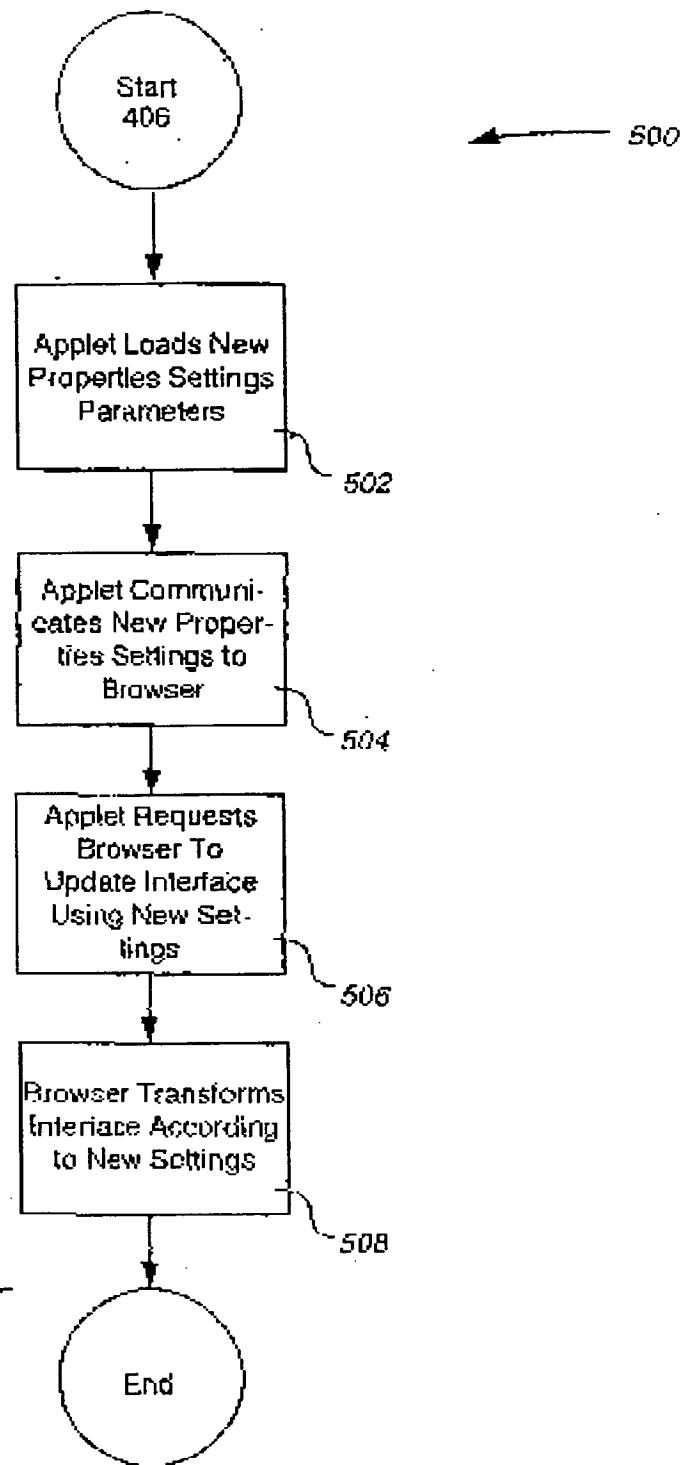 Start
406
500
Applet Loads New
Properties Settings
Parameters
502
Applet Communi-
cates New Proper-
ties Settings to
Browser
504
Applet Requests
Browser To
Update Interface
Using New Set-
tings
506
Browser Transforms
Interface According
to New Settings
508
End